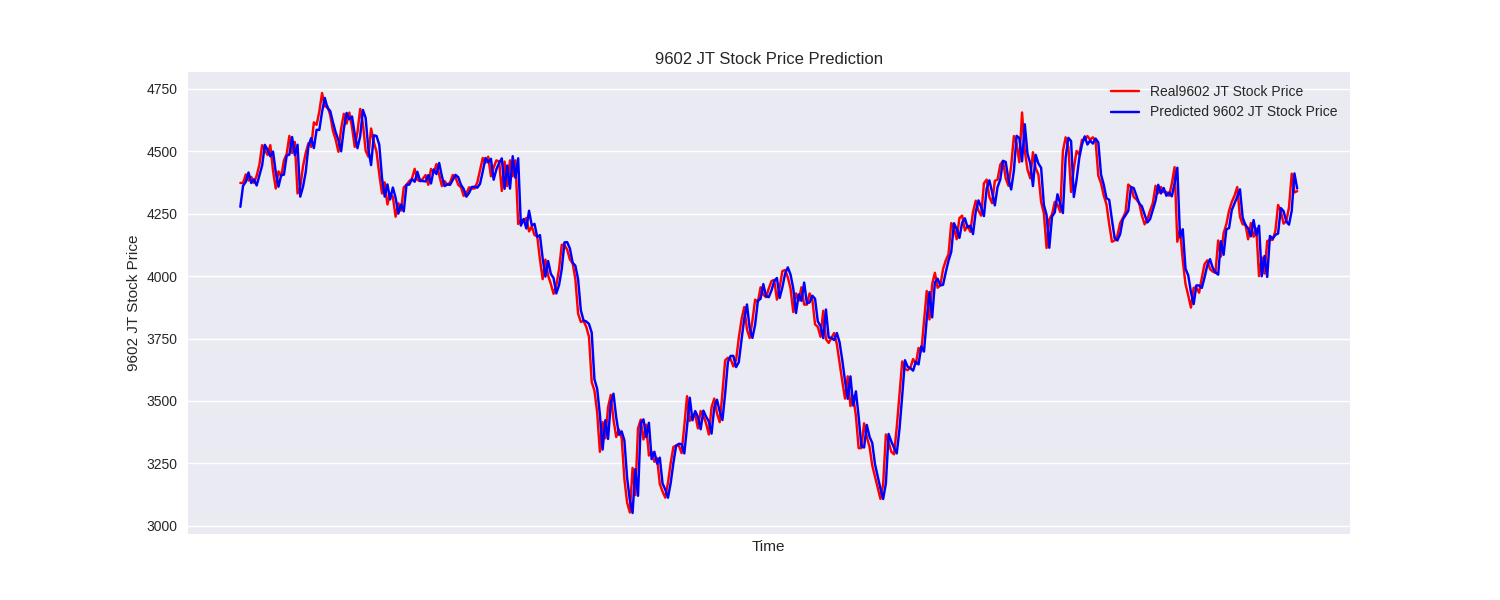 9602 JT Stock Price Prediction
Real9602 JT Stock Price
Predicted 9602 JT Stock Price
9602 JT Stock Price
4750
4500
4250
4000
3750
3500
3250
3000
Time